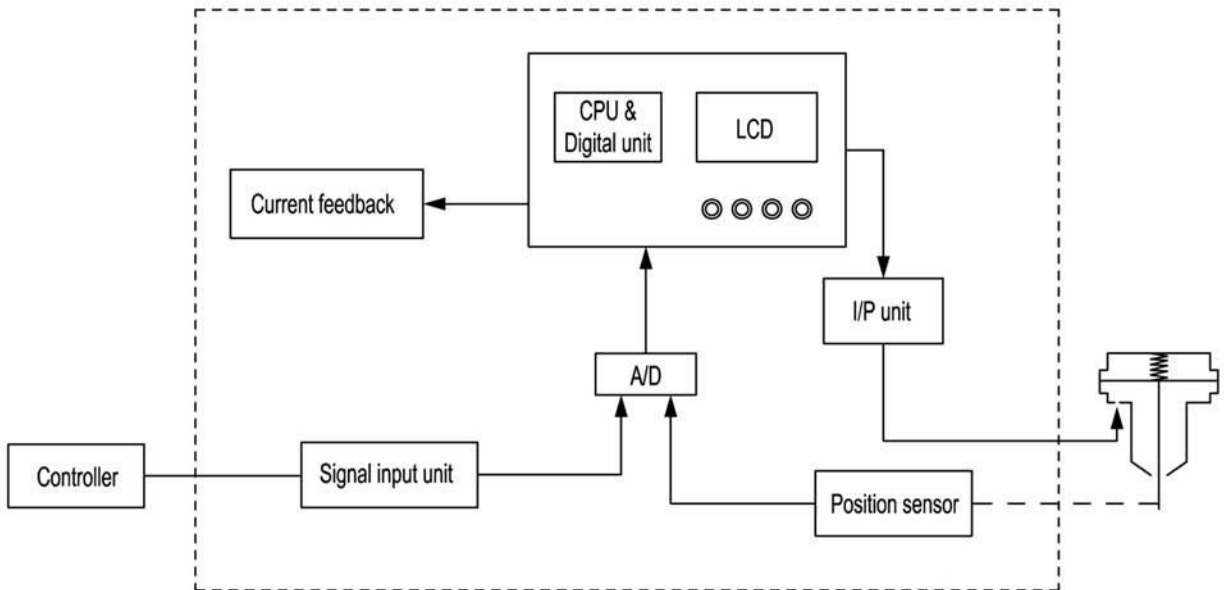 CPU &
Digital unit
LCD
Current feedback
I/P unit
A/D
Controller
Signal input unit
Position sensor